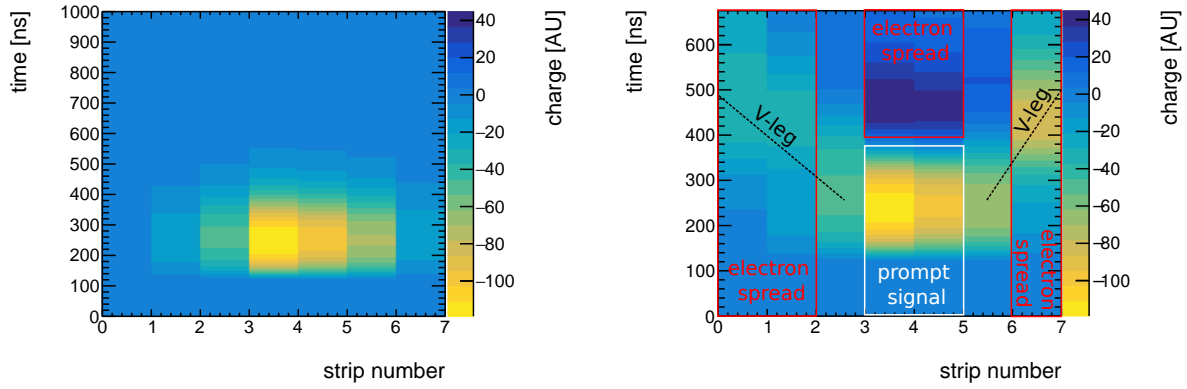 time [ns]
1000
900
800
700
600
500
400
300
200
100
0
0 1 2 3 4 5 6 7
strip number
charge [AU]
40
20
0
−20
−40
−60
−80
−100
time [ns]
600
500
400
300
200
100
0
0 1 2 3 4 5 6 7
strip number
electron
spread
V-leg
V-leg
electron
spread
prompt
signal
electron
spread
charge [AU]
40
20
0
−20
−40
−60
−80
−100